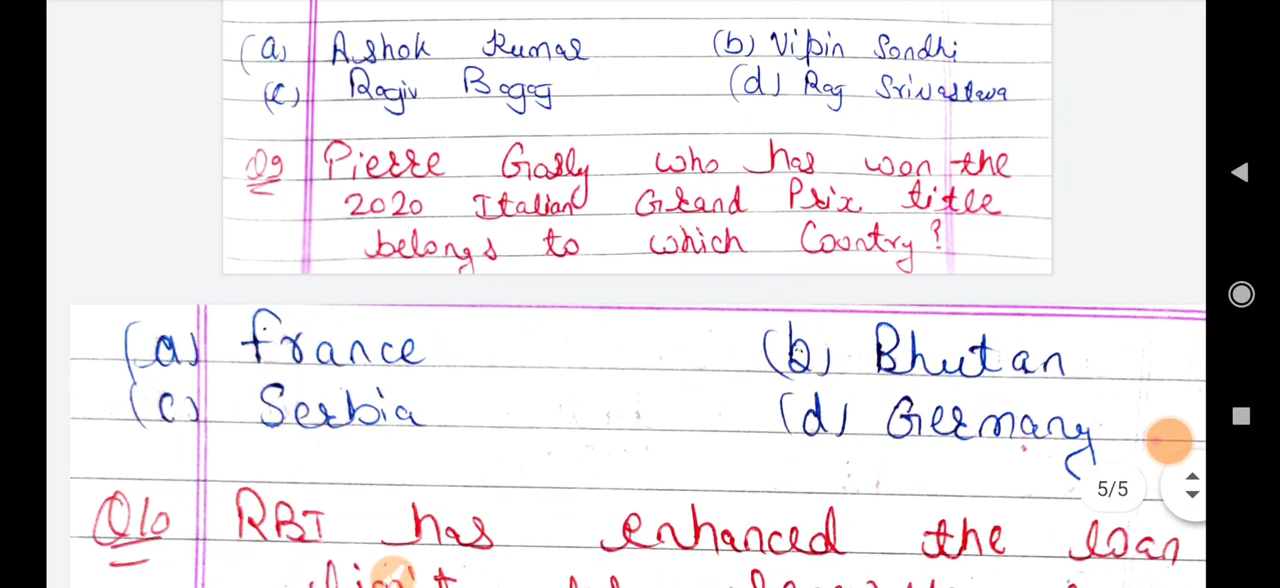 (a) Ashok Kumar (b) Vipin Sondhi
(c) Rajiv Bajaj (d) Raj Srivastava
Q9 Pierre Gasly who has won the
2020 Italian Grand Prix title
belongs to which Country?
(a) france (b) Bhutan
(c) Serbia (d) Germany
5/5
Q10 RBI has enhanced the loan